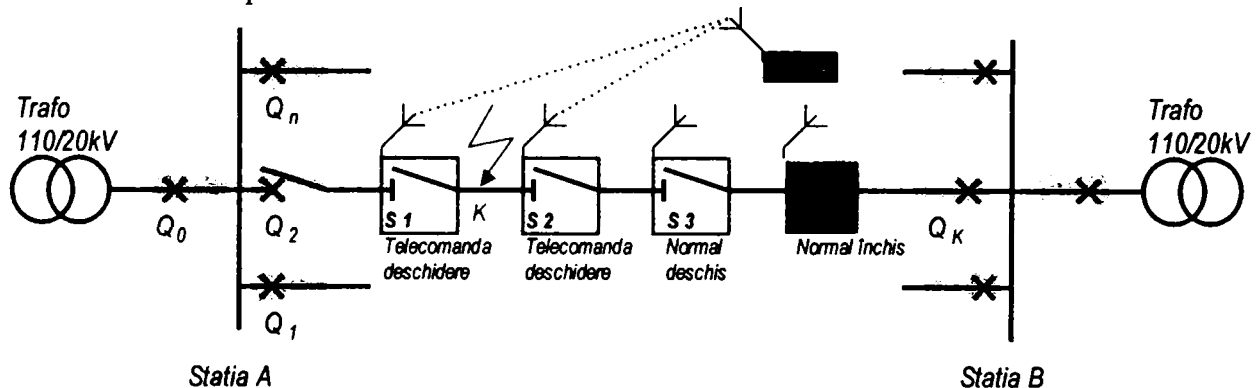 Trafo
110/20kV
Q n
Trafo
110/20kV
S 1
K
S 2
S 3
Q 0
Q 2
Telecomanda
deschidere
Telecomanda
deschidere
Normal
deschis
Normal închis
Q K
Q 1
Statia A
Statia B